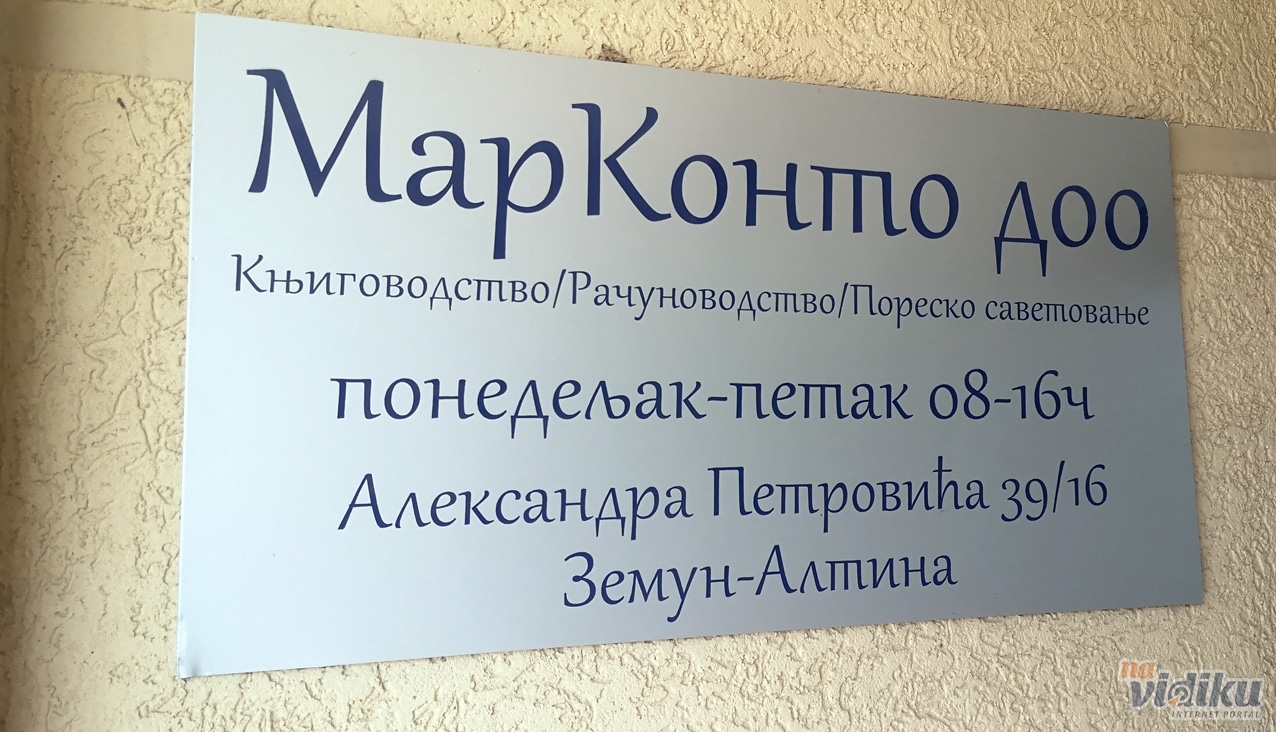 МарКонто доо
Књиговодство/Рачуноводство/Пореско саветовање
понедељак-петак 08-16ч
Александра Петровића 39/16
Земун-Алтина
na
vidiku
INTERNET PORTAL